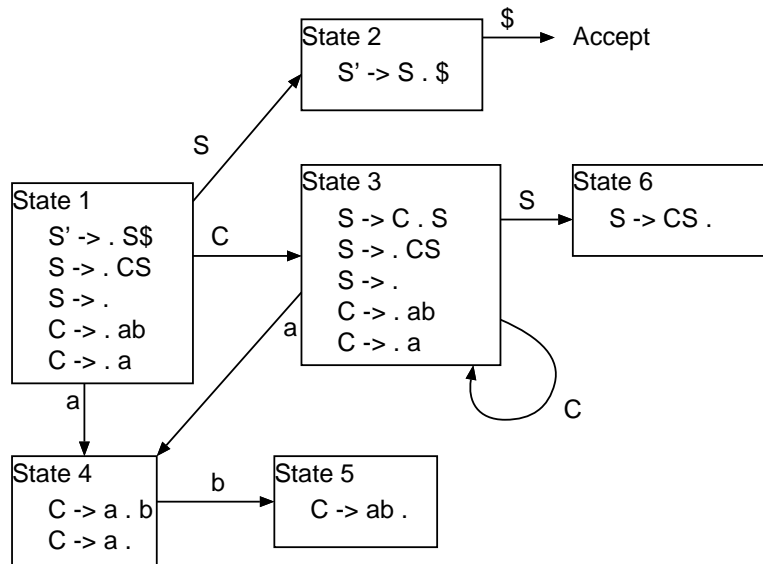 State 2
S' -> S . $
$
Accept
S
State 1
S' -> . S$
S -> . CS
S -> .
C -> . ab
C -> . a
C
State 3
S -> C . S
S -> . CS
S -> .
C -> . ab
C -> . a
S
State 6
S -> CS .
a
a
C
State 4
C -> a . b
C -> a .
b
State 5
C -> ab .